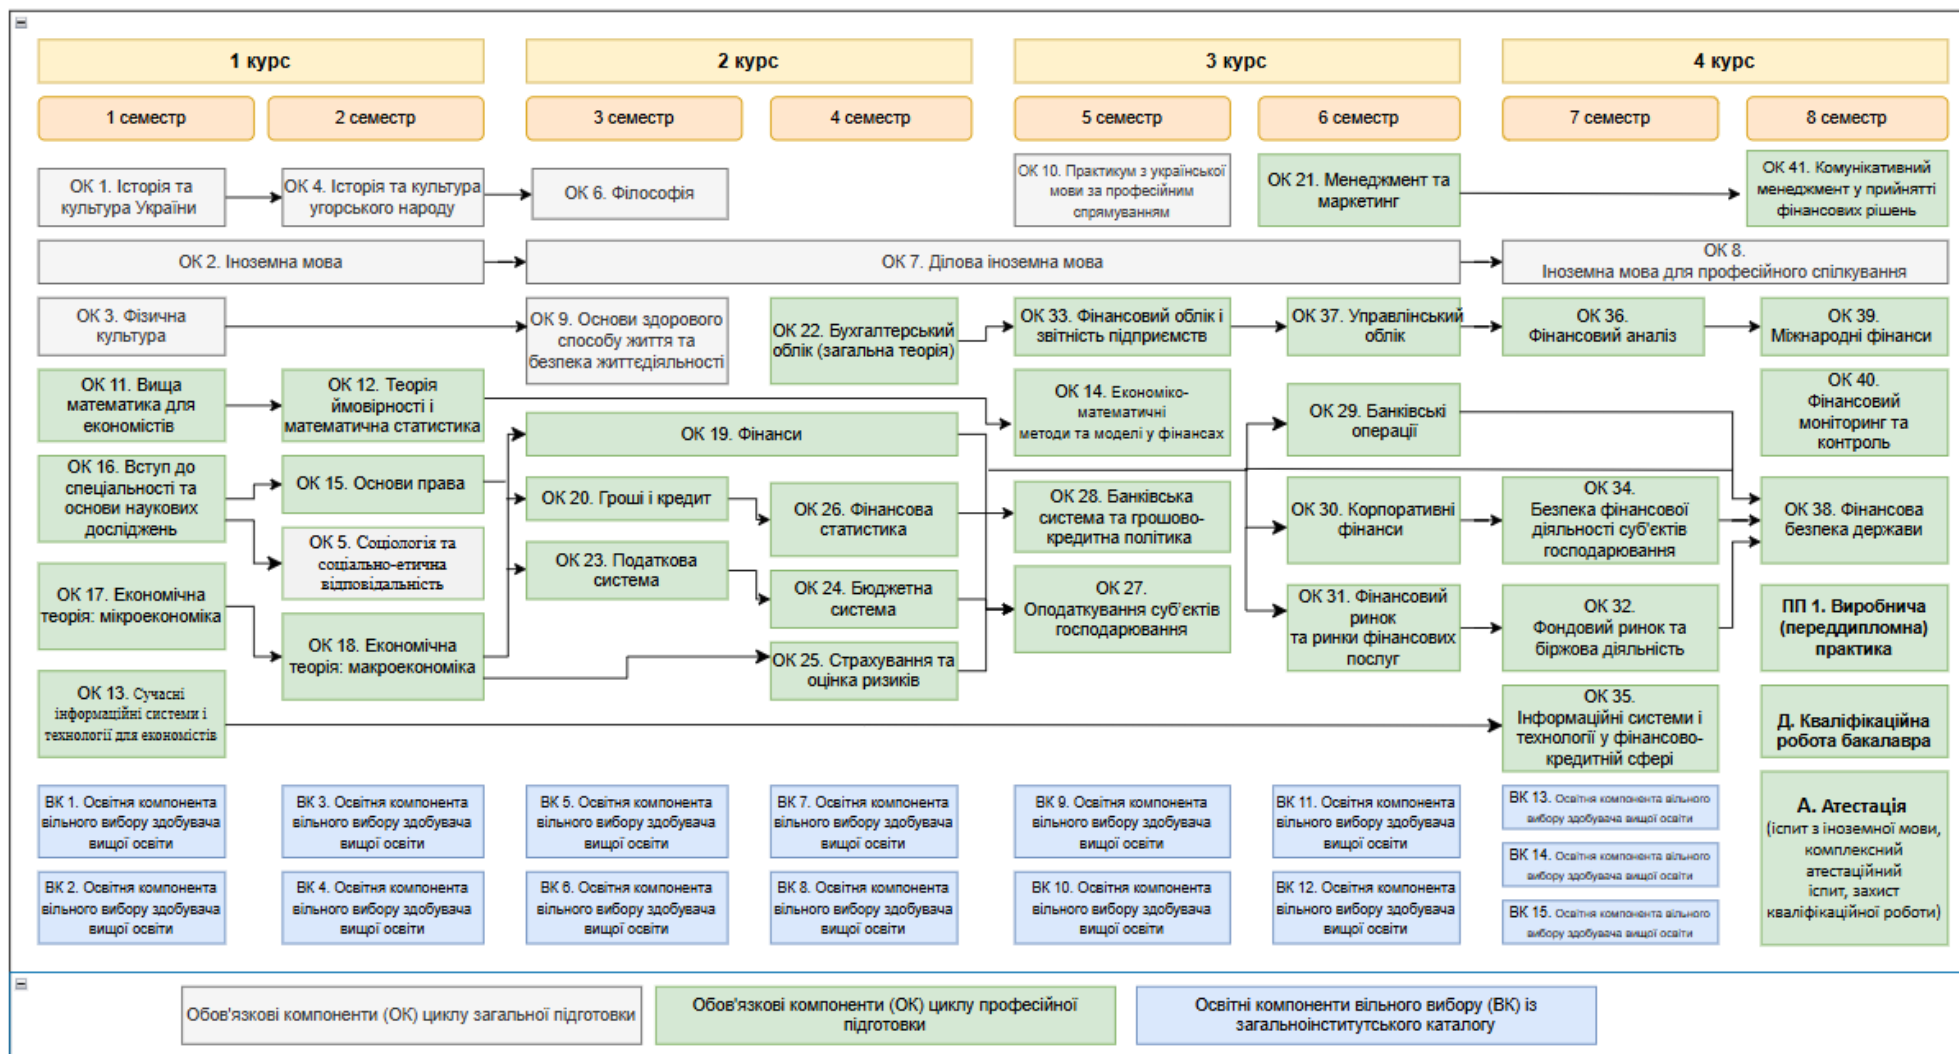 1 курс
2 курс
3 курс
4 курс
1 семестр
2 семестр
3 семестр
4 семестр
5 семестр
6 семестр
7 семестр
8 семестр
ОК 1. Історія та
культура України
ОК 4. Історія та культура
угорського народу
ОК 6. Філософія
ОК 10. Практикум з української
мови за професійним
спрямуванням
ОК 21. Менеджмент та
маркетинг
ОК 41. Комунікативний
менеджмент у прийнятті
фінансових рішень
ОК 2. Іноземна мова
ОК 7. Ділова іноземна мова
ОК 8.
Іноземна мова для професійного спілкування
ОК 3. Фізична
культура
ОК 9. Основи здорового
способу життя та
безпека життєдіяльності
ОК 22. Бухгалтерський
облік (загальна теорія)
ОК 33. Фінансовий облік і
звітність підприємств
ОК 37. Управлінський
облік
ОК 36.
Фінансовий аналіз
ОК 39.
Міжнародні фінанси
ОК 11. Вища
математика для
економістів
ОК 12. Теорія
ймовірності і
математична статистика
ОК 14. Економіко-
математичні
методи та моделі у фінансах
ОК 29. Банківські
операції
ОК 40.
Фінансовий
моніторинг та
контроль
ОК 19. Фінанси
ОК 16. Вступ до
спеціальності та
основи наукових
досліджень
ОК 15. Основи права
ОК 20. Гроші і кредит
ОК 26. Фінансова
статистика
ОК 28. Банківська
система та грошово-
кредитна політика
ОК 30. Корпоративні
фінанси
ОК 34.
Безпека фінансової
діяльності суб'єктів
господарювання
ОК 38. Фінансова
безпека держави
ОК 5. Соціологія та
соціально-етична
відповідальність
ОК 23. Податкова
система
ОК 24. Бюджетна
система
ОК 27.
Оподаткування суб'єктів
господарювання
ОК 31. Фінансовий
ринок
та ринки фінансових
послуг
ОК 32.
Фондовий ринок та
біржова діяльність
ПП 1. Виробнича
(переддипломна)
практика
ОК 17. Економічна
теорія: мікроекономіка
ОК 18. Економічна
теорія: макроекономіка
ОК 25. Страхування та
оцінка ризиків
ОК 13. Сучасні
інформаційні системи і
технології для економістів
ОК 35.
Інформаційні системи і
технології у фінансово-
кредитній сфері
Д. Кваліфікаційна
робота бакалавра
ВК 1. Освітня компонента
вільного вибору здобувача
вищої освіти
ВК 3. Освітня компонента
вільного вибору здобувача
вищої освіти
ВК 5. Освітня компонента
вільного вибору здобувача
вищої освіти
ВК 7. Освітня компонента
вільного вибору здобувача
вищої освіти
ВК 9. Освітня компонента
вільного вибору здобувача
вищої освіти
ВК 11. Освітня компонента
вільного вибору здобувача
вищої освіти
ВК 13. Освітня компонента вільного
вибору здобувача вищої освіти
ВК 14. Освітня компонента вільного
вибору здобувача вищої освіти
А. Атестація
(іспит з іноземної мови,
комплексний
атестаційний
іспит, захист
кваліфікаційної роботи)
ВК 2. Освітня компонента
вільного вибору здобувача
вищої освіти
ВК 4. Освітня компонента
вільного вибору здобувача
вищої освіти
ВК 6. Освітня компонента
вільного вибору здобувача
вищої освіти
ВК 8. Освітня компонента
вільного вибору здобувача
вищої освіти
ВК 10. Освітня компонента
вільного вибору здобувача
вищої освіти
ВК 12. Освітня компонента
вільного вибору здобувача
вищої освіти
ВК 15. Освітня компонента вільного
вибору здобувача вищої освіти
Обов'язкові компоненти (ОК) циклу загальної підготовки
Обов'язкові компоненти (ОК) циклу професійної
підготовки
Освітні компоненти вільного вибору (ВК) із
загальноінститутського каталогу